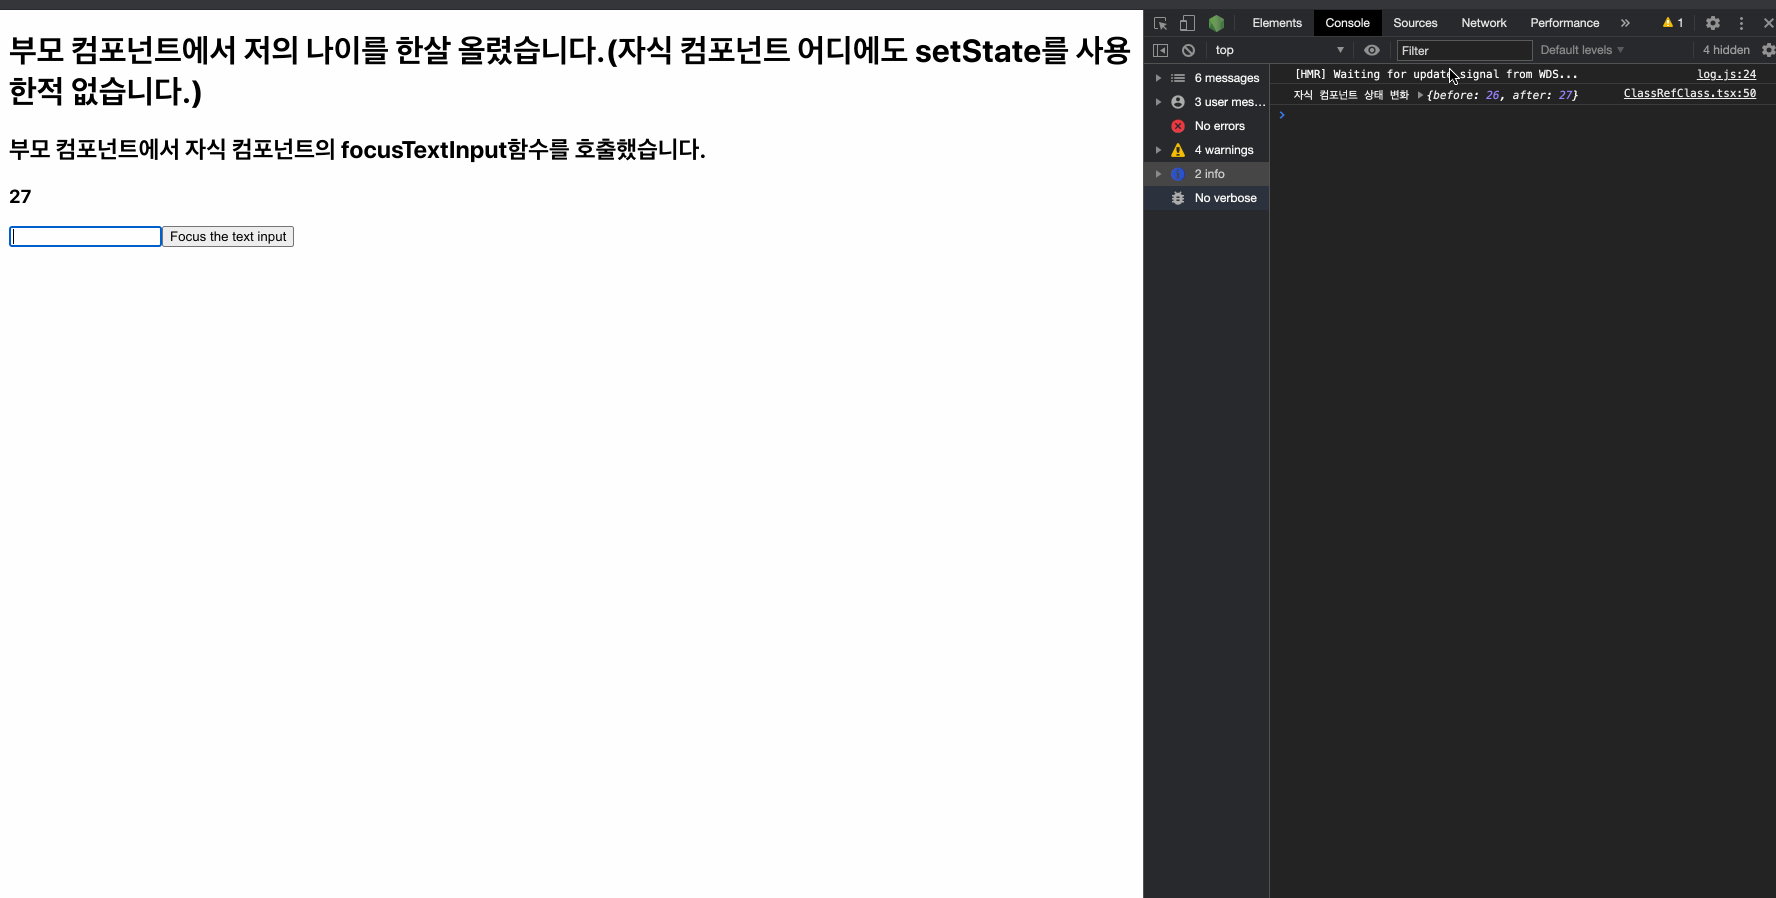 부모 컴포넌트에서 저의 나이를 한살 올렸습니다.(자식 컴포넌트 어디에도 setState를 사용
한적 없습니다.)
부모 컴포넌트에서 자식 컴포넌트의 focusTextInput함수를 호출했습니다.
27
Focus the text input
Elements Console Sources Network Performance » 1
top Filter Default levels 4 hidden
6 messages
3 user mes...
No errors
4 warnings
2 info
No verbose
[HMR] Waiting for update signal from WDS... log.js:24
자식 컴포넌트 상태 변화 {before: 26, after: 27} ClassRefClass.tsx:50